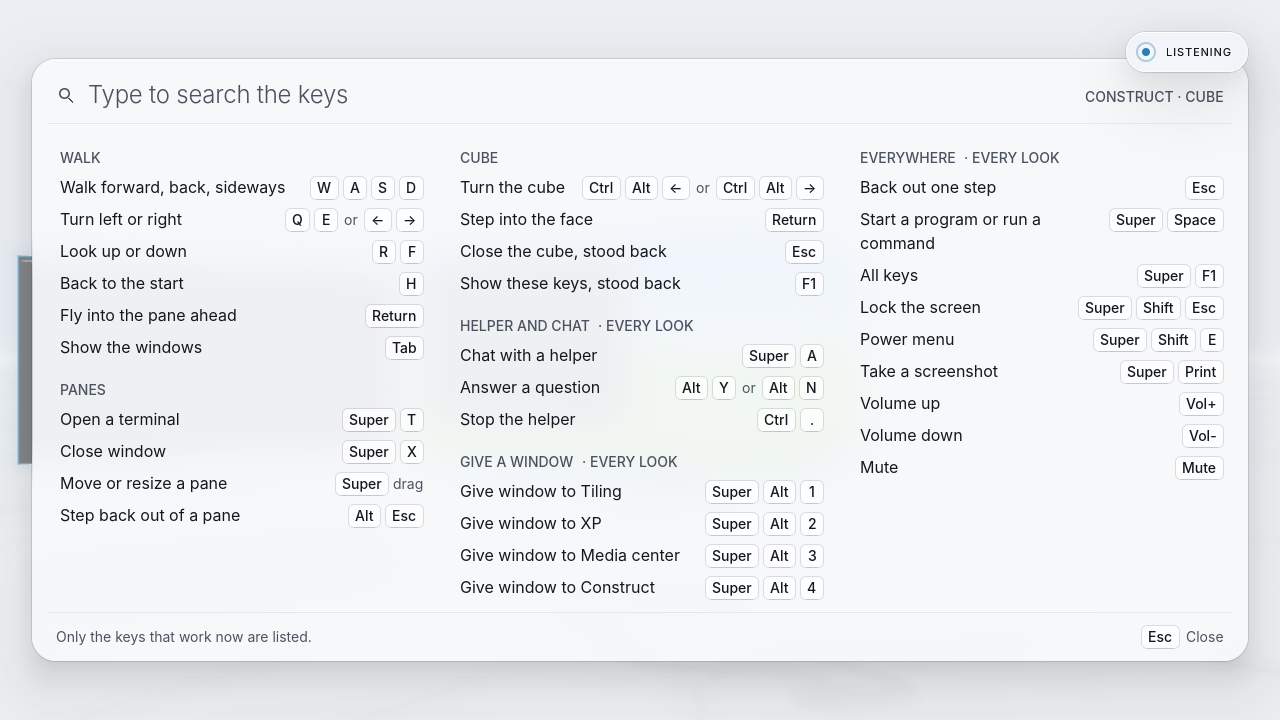 LISTENING
Type to search the keys
CONSTRUCT · CUBE
WALK
Walk forward, back, sideways W A S D
Turn left or right Q E or ← →
Look up or down R F
Back to the start H
Fly into the pane ahead Return
Show the windows Tab
PANES
Open a terminal Super T
Close window Super X
Move or resize a pane Super drag
Step back out of a pane Alt Esc
CUBE
Turn the cube Ctrl Alt ← or Ctrl Alt →
Step into the face Return
Close the cube, stood back Esc
Show these keys, stood back F1
HELPER AND CHAT · EVERY LOOK
Chat with a helper Super A
Answer a question Alt Y or Alt N
Stop the helper Ctrl .
GIVE A WINDOW · EVERY LOOK
Give window to Tiling Super Alt 1
Give window to XP Super Alt 2
Give window to Media center Super Alt 3
Give window to Construct Super Alt 4
EVERYWHERE · EVERY LOOK
Back out one step Esc
Start a program or run a Super Space
command
All keys Super F1
Lock the screen Super Shift Esc
Power menu Super Shift E
Take a screenshot Super Print
Volume up Vol+
Volume down Vol-
Mute Mute
Only the keys that work now are listed.
Esc Close